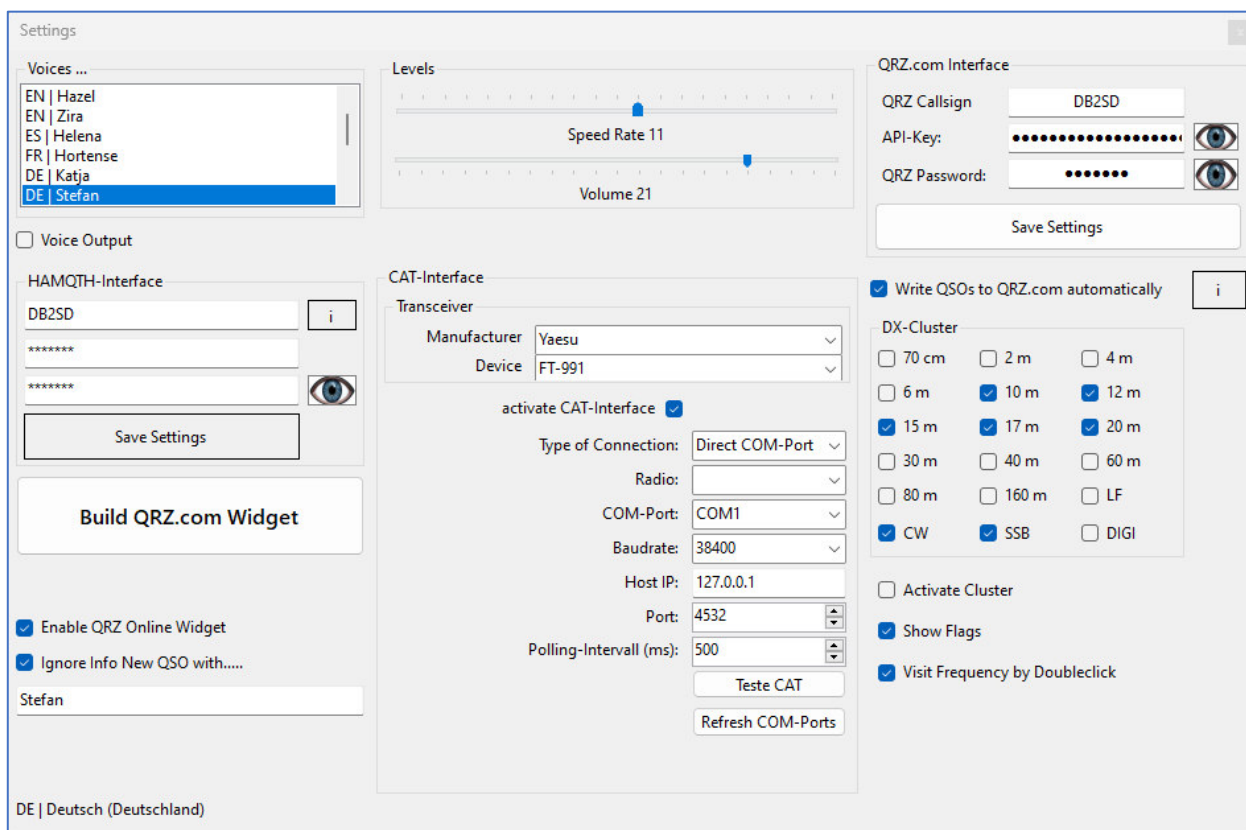 Settings
Voices ...
EN | Hazel
EN | Zira
ES | Helena
FR | Hortense
DE | Katja
DE | Stefan
Voice Output
Levels
Speed Rate 11
Volume 21
QRZ.com Interface
QRZ Callsign DB2SD
API-Key: ●●●●●●●●●●●●●●●●●●●
QRZ Password: ●●●●●●●
Save Settings
HAMQTH-Interface
DB2SD i
*******
*******
Save Settings
Build QRZ.com Widget
Enable QRZ Online Widget
Ignore Info New QSO with.....
Stefan
DE | Deutsch (Deutschland)
CAT-Interface
Transceiver
Manufacturer Yaesu
Device FT-991
activate CAT-Interface
Type of Connection: Direct COM-Port
Radio:
COM-Port: COM1
Baudrate: 38400
Host IP: 127.0.0.1
Port: 4532
Polling-Intervall (ms): 500
Teste CAT
Refresh COM-Ports
Write QSOs to QRZ.com automatically i
DX-Cluster
70 cm 2 m 4 m
6 m 10 m 12 m
15 m 17 m 20 m
30 m 40 m 60 m
80 m 160 m LF
CW SSB DIGI
Activate Cluster
Show Flags
Visit Frequency by Doubleclick